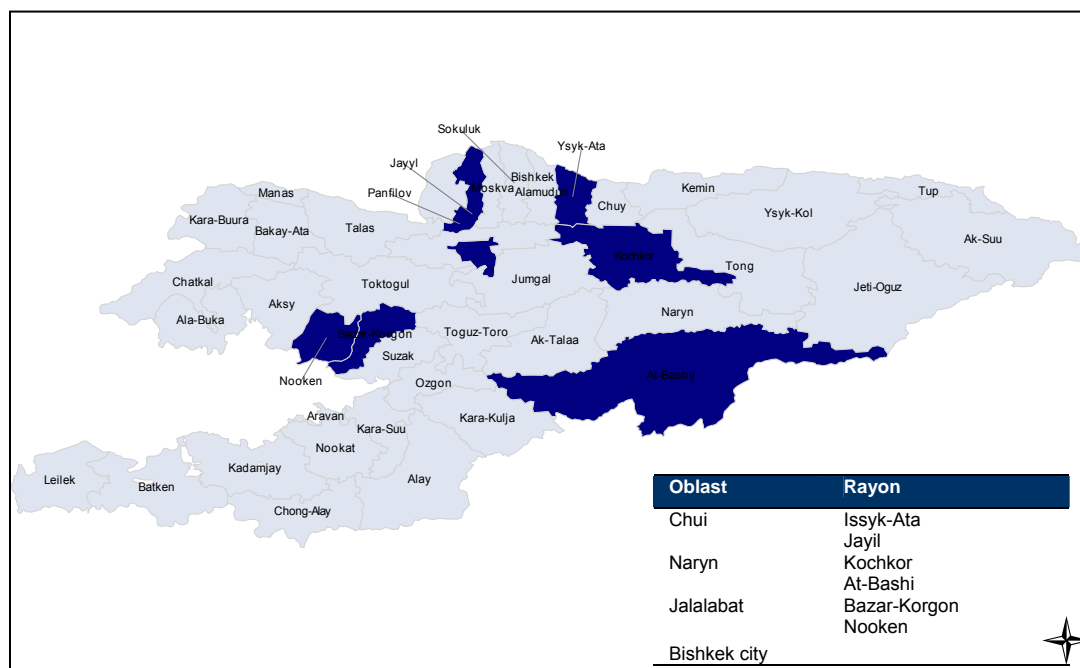 Sokuluk
Ysyk-Ata
Jayyl
Bishkek
Panfilov
Moskva
Alamudun
Manas
Kemin
Tup
Chuy
Ysyk-Kol
Kara-Buura
Bakay-Ata
Talas
Ak-Suu
Kochkor
Tong
Chatkal
Toktogul
Jumgal
Jeti-Oguz
Aksy
Naryn
Ala-Buka
Bazar-Korgon
Toguz-Toro
Ak-Talaa
Suzak
Nooken
Ozgon
At-Bashy
Aravan
Kara-Suu
Kara-Kulja
Nookat
Kadamjay
Leilek
Batken
Alay
Chong-Alay
Oblast Rayon
Chui Issyk-Ata
Jayil
Naryn Kochkor
At-Bashi
Jalalabat Bazar-Korgon
Nooken
Bishkek city